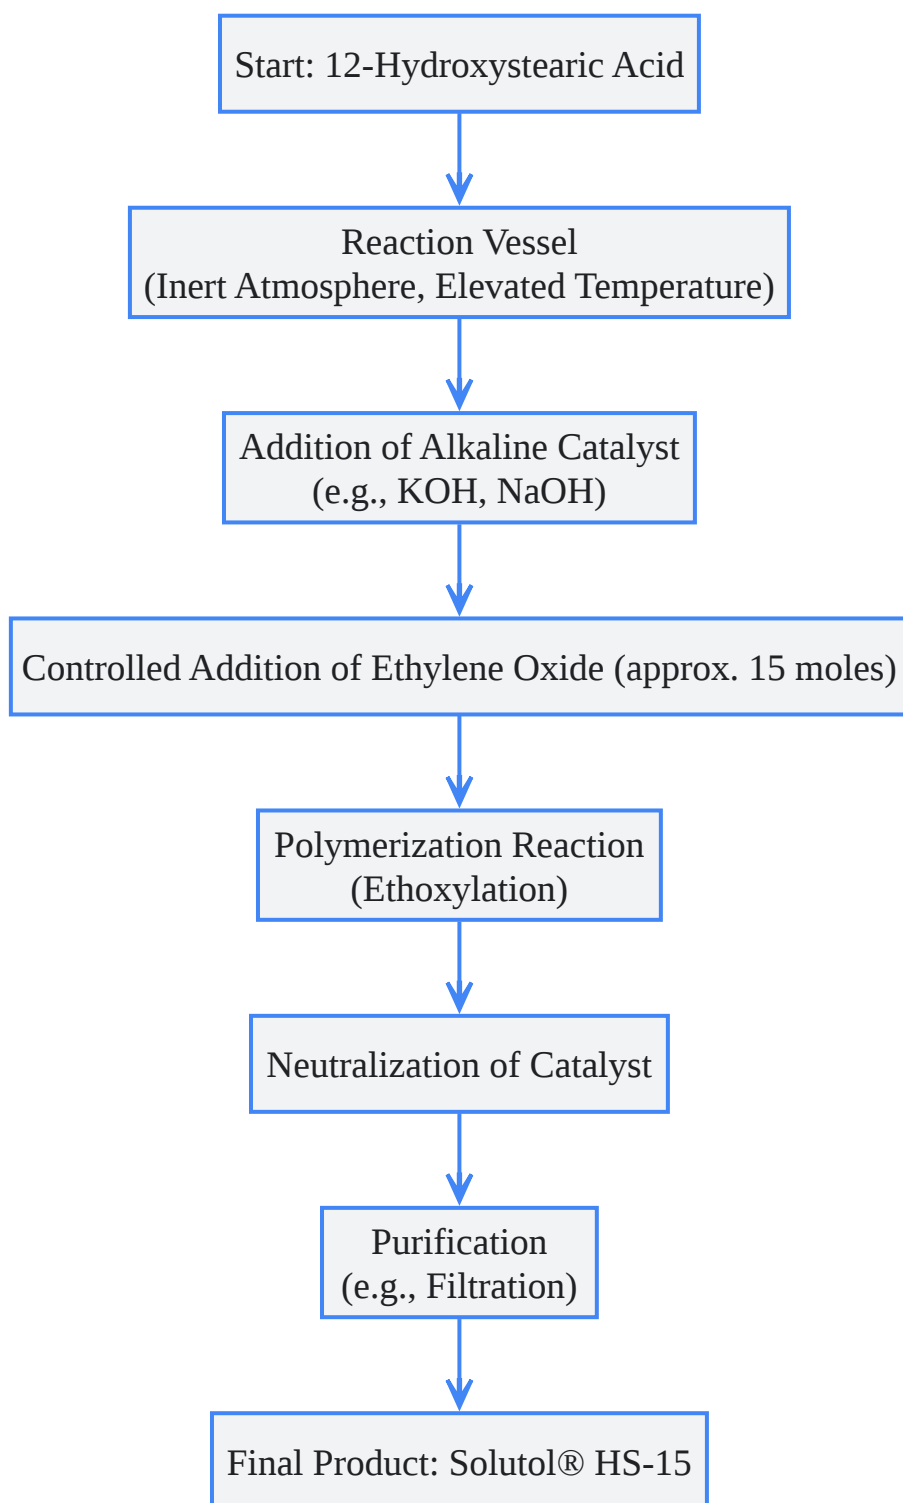 Start: 12-Hydroxystearic Acid
Reaction Vessel
(Inert Atmosphere, Elevated Temperature)
Addition of Alkaline Catalyst
(e.g., KOH, NaOH)
Controlled Addition of Ethylene Oxide (approx. 15 moles)
Polymerization Reaction
(Ethoxylation)
Neutralization of Catalyst
Purification
(e.g., Filtration)
Final Product: Solutol® HS-15